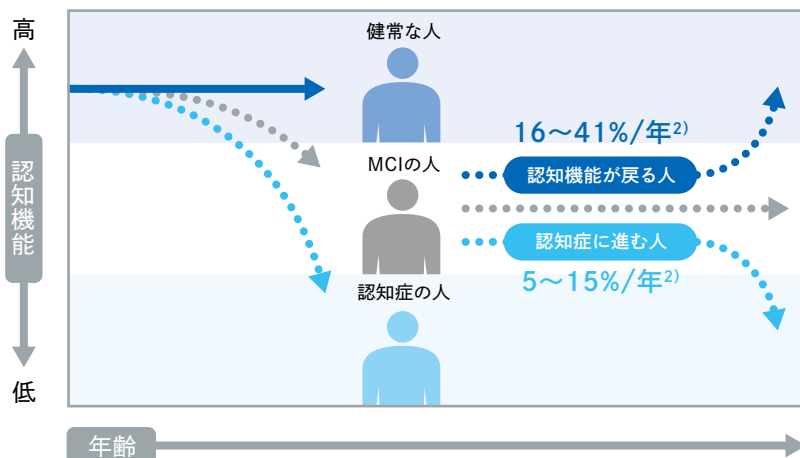 高
認知機能
低
健常な人
MCIの人
認知症の人
16〜41%/年2)
認知機能が戻る人
認知症に進む人
5〜15%/年2)
年齢